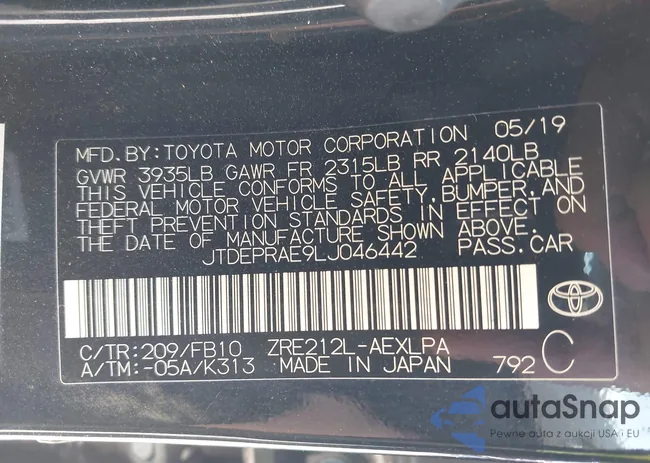 MFD.BY:TOYOTA MOTOR CORPORATION 05/19
GVWR 3935LB GAWR FR 2315LB RR 2140LB
THIS VEHICLE CONFORMS TO ALL APPLICABLE
FEDERAL MOTOR VEHICLE SAFETY,BUMPER,AND
THEFT PREVENTION STANDARDS IN EFFECT ON
THE DATE OF MANUFACTURE SHOWN ABOVE.
JTDEPRAE9LJ046442 PASS.CAR
C/TR:209/FB10 ZRE212L-AEXLPA
A/TM:-05A/K313 MADE IN JAPAN 792 C
autaSnap
Pewne auta z aukcji USA i EU